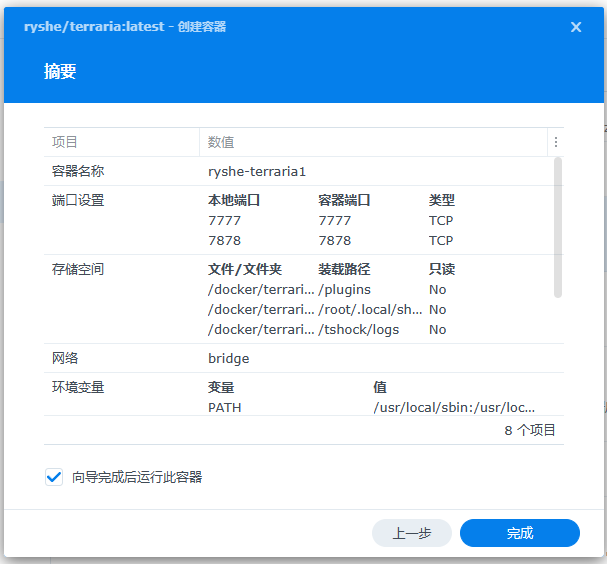 ryshe/terraria:latest - 创建容器
摘要
项目 数值
容器名称 ryshe-terraria1
端口设置 本地端口 容器端口 类型
7777 7777 TCP
7878 7878 TCP
存储空间 文件/文件夹 装载路径 只读
/docker/terrari... /plugins No
/docker/terrari... /root/.local/sh... No
/docker/terrari... /tshock/logs No
网络 bridge
环境变量 变量 值
PATH /usr/local/sbin:/usr/loc...
8 个项目
向导完成后运行此容器
上一步 完成